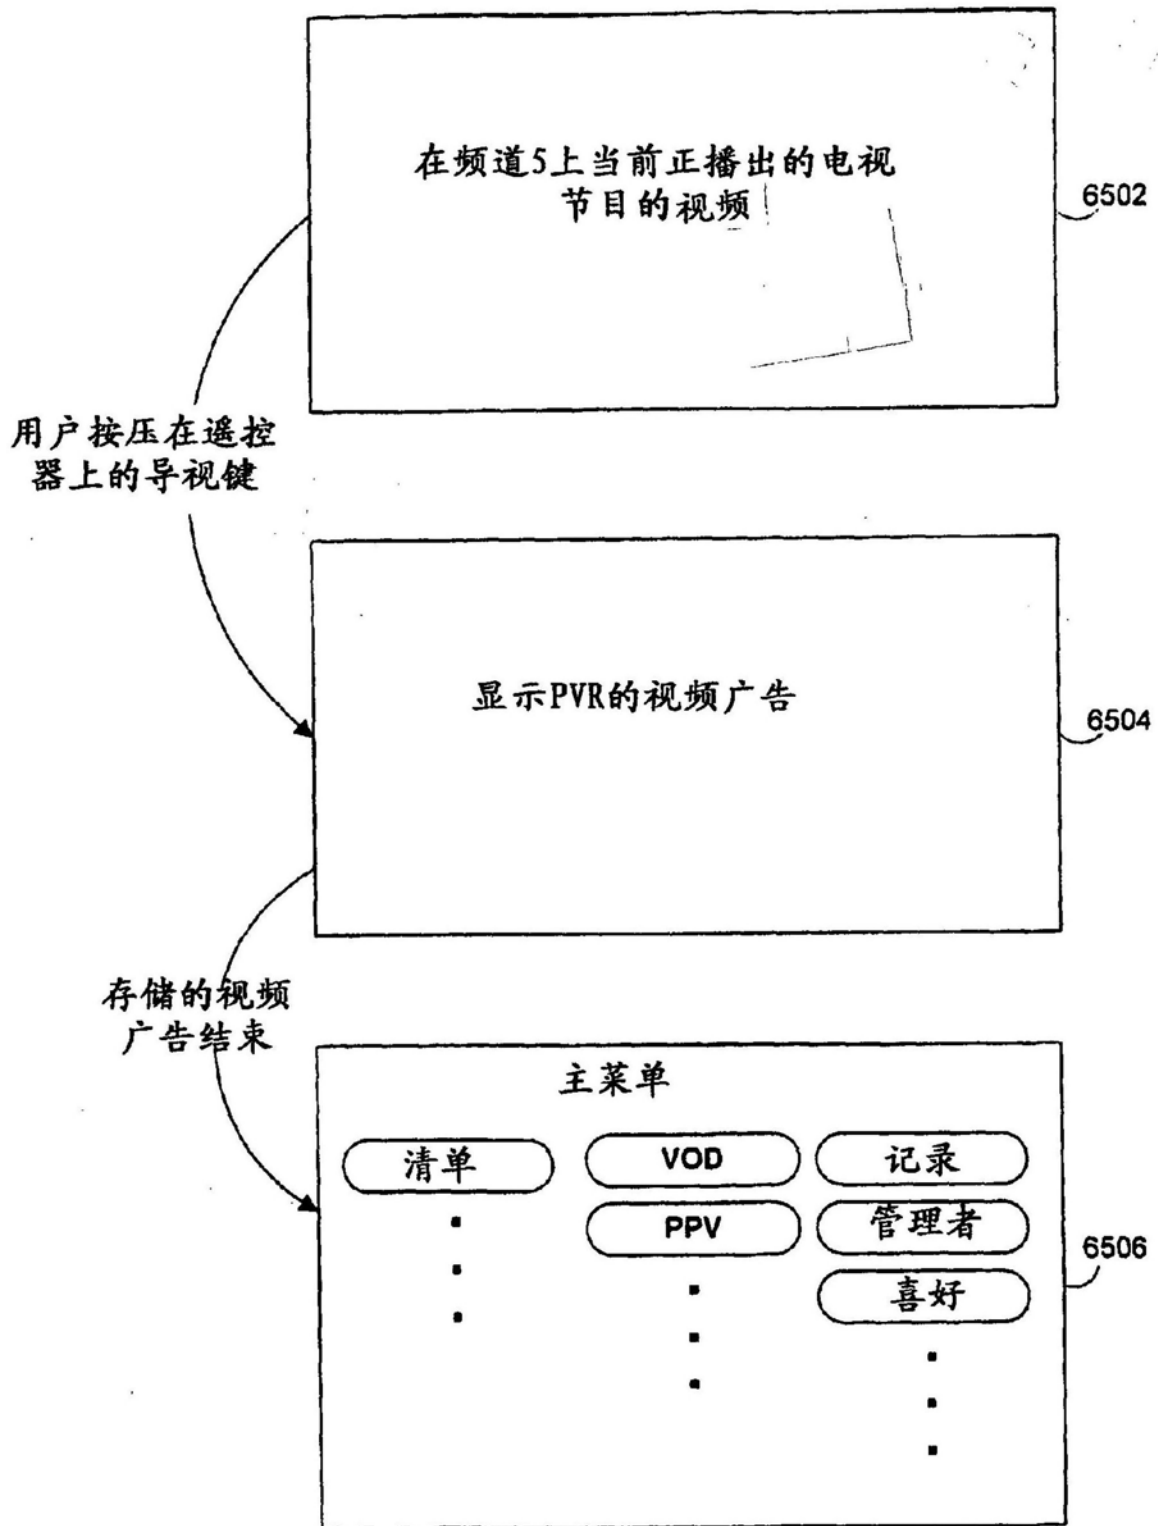 在频道5上当前正播出的电视
节目的视频
6502
用户按压在遥控
器上的导视键
显示PVR的视频广告
6504
存储的视频
广告结束
主菜单
清单
VOD
记录
PPV
管理者
喜好
6506